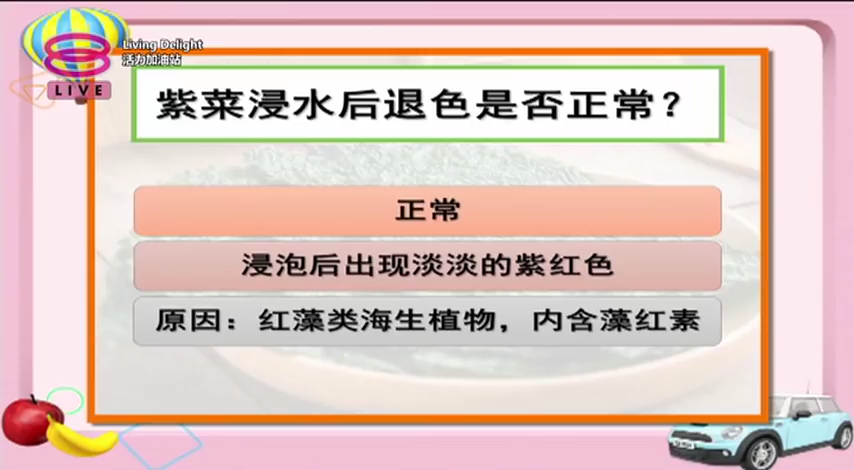 Living Delight
活力加油站
LIVE
紫菜浸水后退色是否正常？
正常
浸泡后出现淡淡的紫红色
原因：红藻类海生植物，内含藻红素